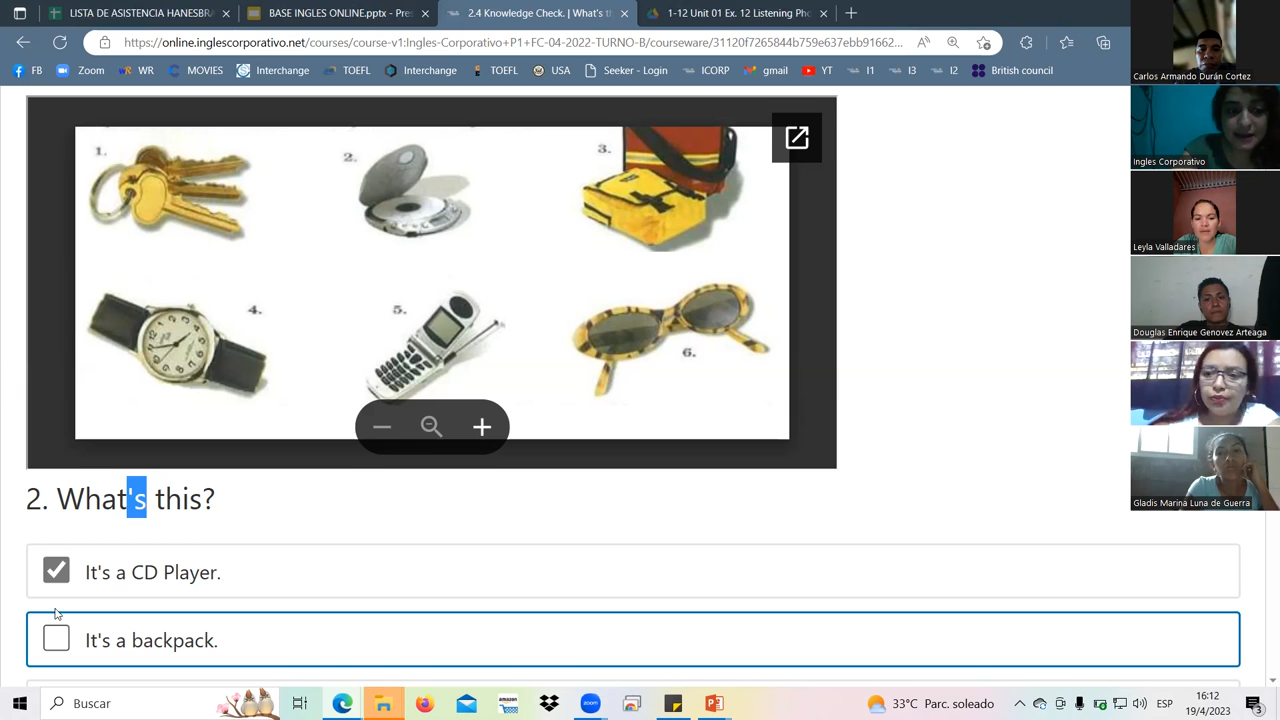 LISTA DE ASISTENCIA HANESBRA
BASE INGLES ONLINE.pptx - Pres
2.4 Knowledge Check. | What's th
1-12 Unit 01 Ex. 12 Listening Pho
https://online.inglescorporativo.net/courses/course-v1:Ingles-Corporativo+P1+FC-04-2022-TURNO-B/courseware/31120f7265844b759e637ebb91662...
FB Zoom WR MOVIES Interchange TOEFL Interchange TOEFL USA Seeker - Login ICORP gmail YT I1 I3 I2 British council
1. 2. 3.
4. 5. 6.
2. What's this?
It's a CD Player.
It's a backpack.
Carlos Armando Durán Cortez
Ingles Corporativo
Leyla Valladares
Douglas Enrique Genovez Arteaga
Gladis Marina Luna de Guerra
Buscar
33°C Parc. soleado
ESP
16:12
19/4/2023
3